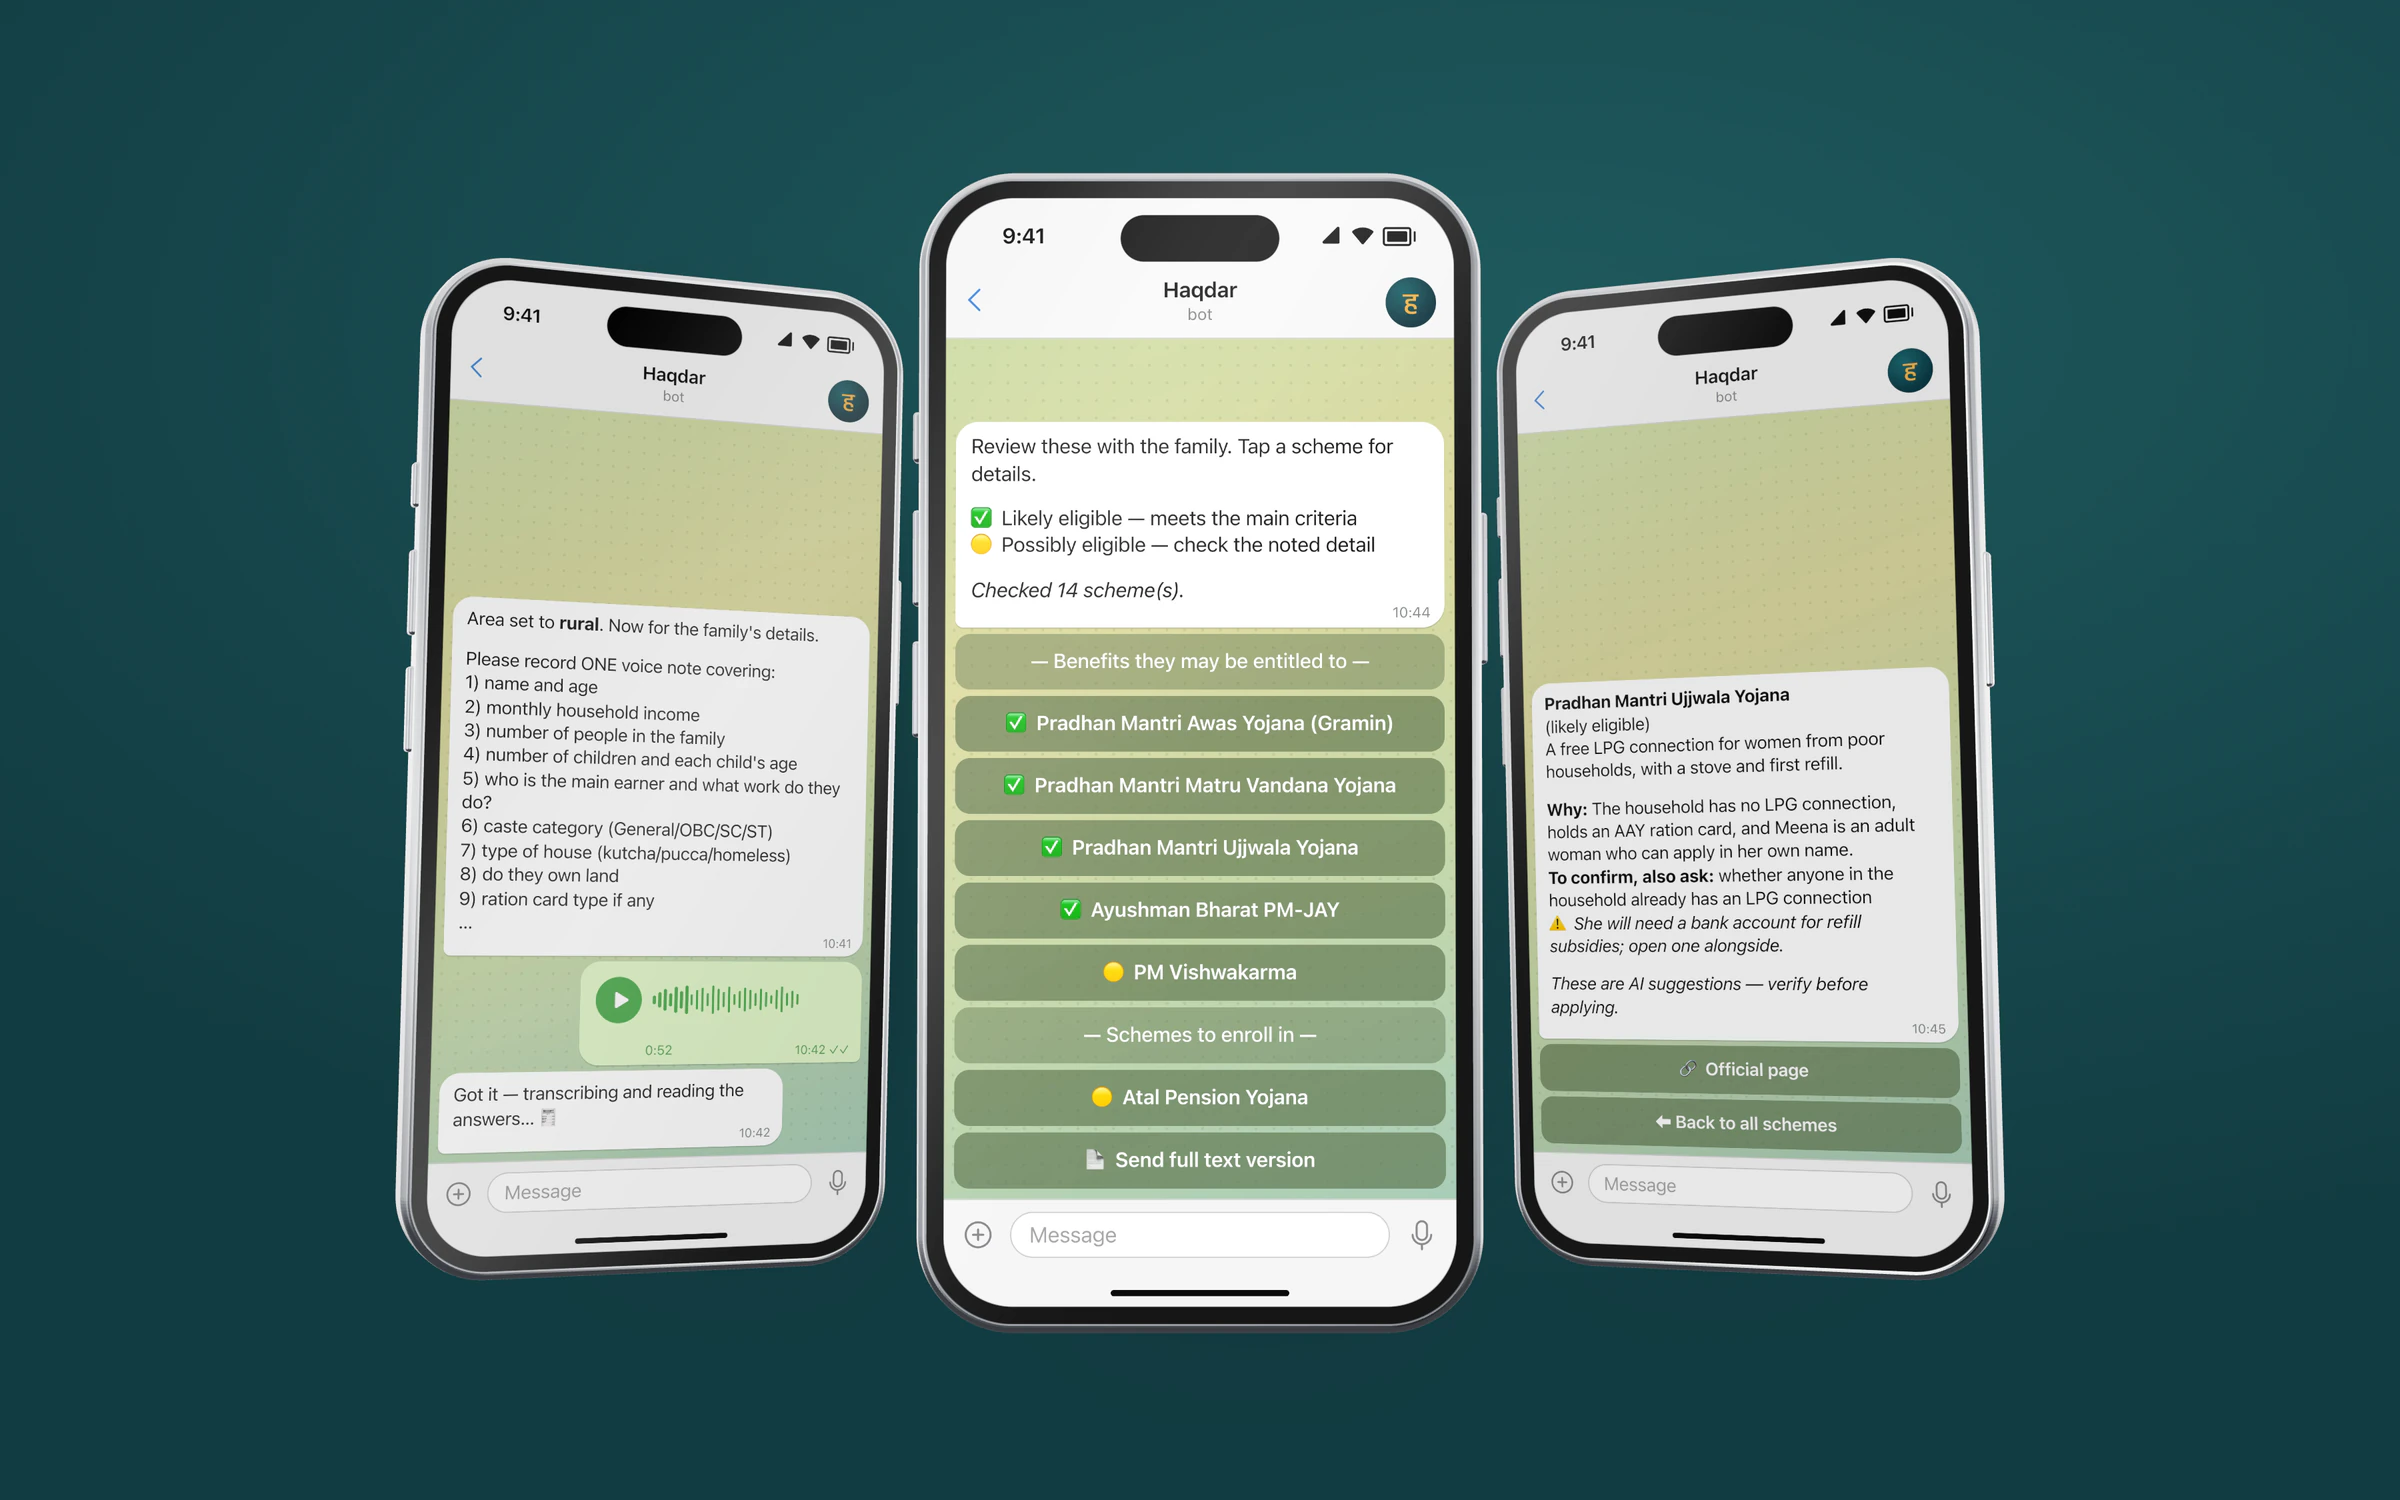 9:41
Haqdar
bot
ह
Area set to rural. Now for the family's details.
Please record ONE voice note covering:
1) name and age
2) monthly household income
3) number of people in the family
4) number of children and each child's age
5) who is the main earner and what work do they
do?
6) caste category (General/OBC/SC/ST)
7) type of house (kutcha/pucca/homeless)
8) do they own land
9) ration card type if any
...
10:41
0:52
10:42
Got it — transcribing and reading the
answers...
10:42
Message
9:41
Haqdar
bot
ह
Review these with the family. Tap a scheme for
details.
✅ Likely eligible — meets the main criteria
🟡 Possibly eligible — check the noted detail
Checked 14 scheme(s).
10:44
— Benefits they may be entitled to —
✅ Pradhan Mantri Awas Yojana (Gramin)
✅ Pradhan Mantri Matru Vandana Yojana
✅ Pradhan Mantri Ujjwala Yojana
✅ Ayushman Bharat PM-JAY
🟡 PM Vishwakarma
— Schemes to enroll in —
🟡 Atal Pension Yojana
Send full text version
Message
9:41
Haqdar
bot
ह
Pradhan Mantri Ujjwala Yojana
(likely eligible)
A free LPG connection for women from poor
households, with a stove and first refill.
Why: The household has no LPG connection,
holds an AAY ration card, and Meena is an adult
woman who can apply in her own name.
To confirm, also ask: whether anyone in the
household already has an LPG connection
⚠️ She will need a bank account for refill
subsidies; open one alongside.
These are AI suggestions — verify before
applying.
10:45
Official page
Back to all schemes
Message